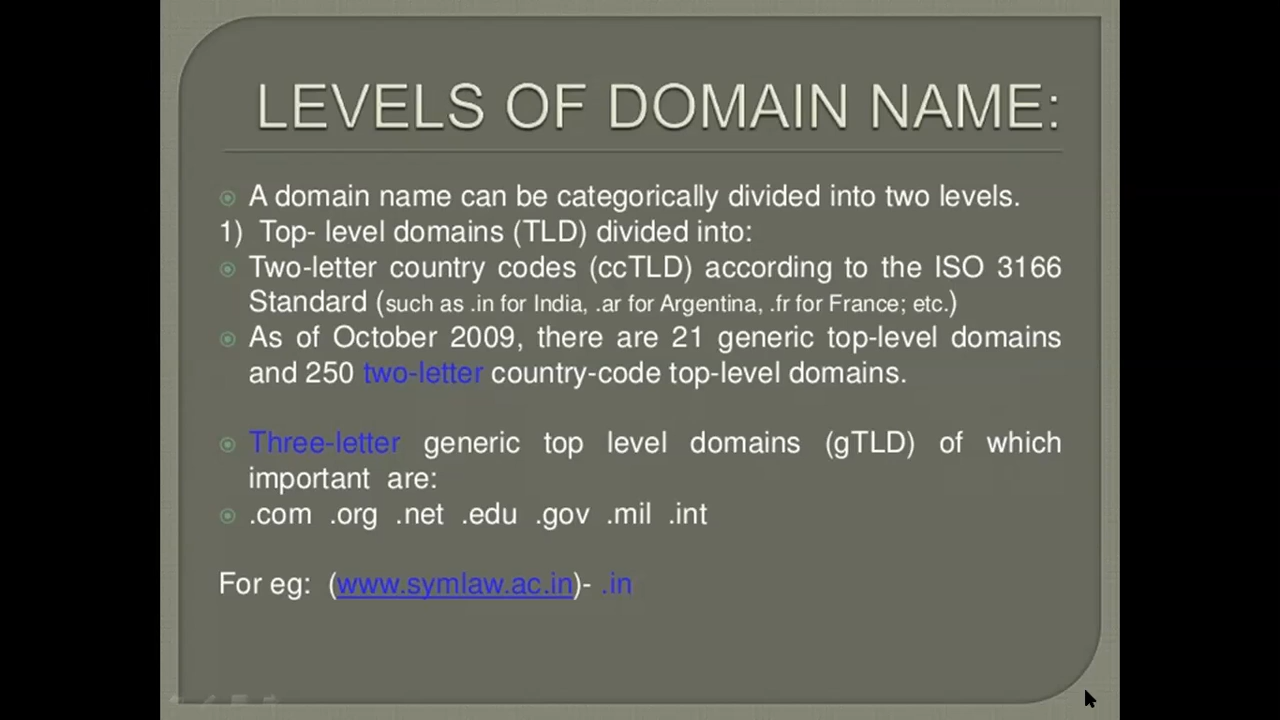 LEVELS OF DOMAIN NAME:
A domain name can be categorically divided into two levels.
1) Top- level domains (TLD) divided into:
Two-letter country codes (ccTLD) according to the ISO 3166
Standard (such as .in for India, .ar for Argentina, .fr for France; etc.)
As of October 2009, there are 21 generic top-level domains
and 250 two-letter country-code top-level domains.
Three-letter generic top level domains (gTLD) of which
important are:
.com .org .net .edu .gov .mil .int
For eg: (www.symlaw.ac.in)- .in